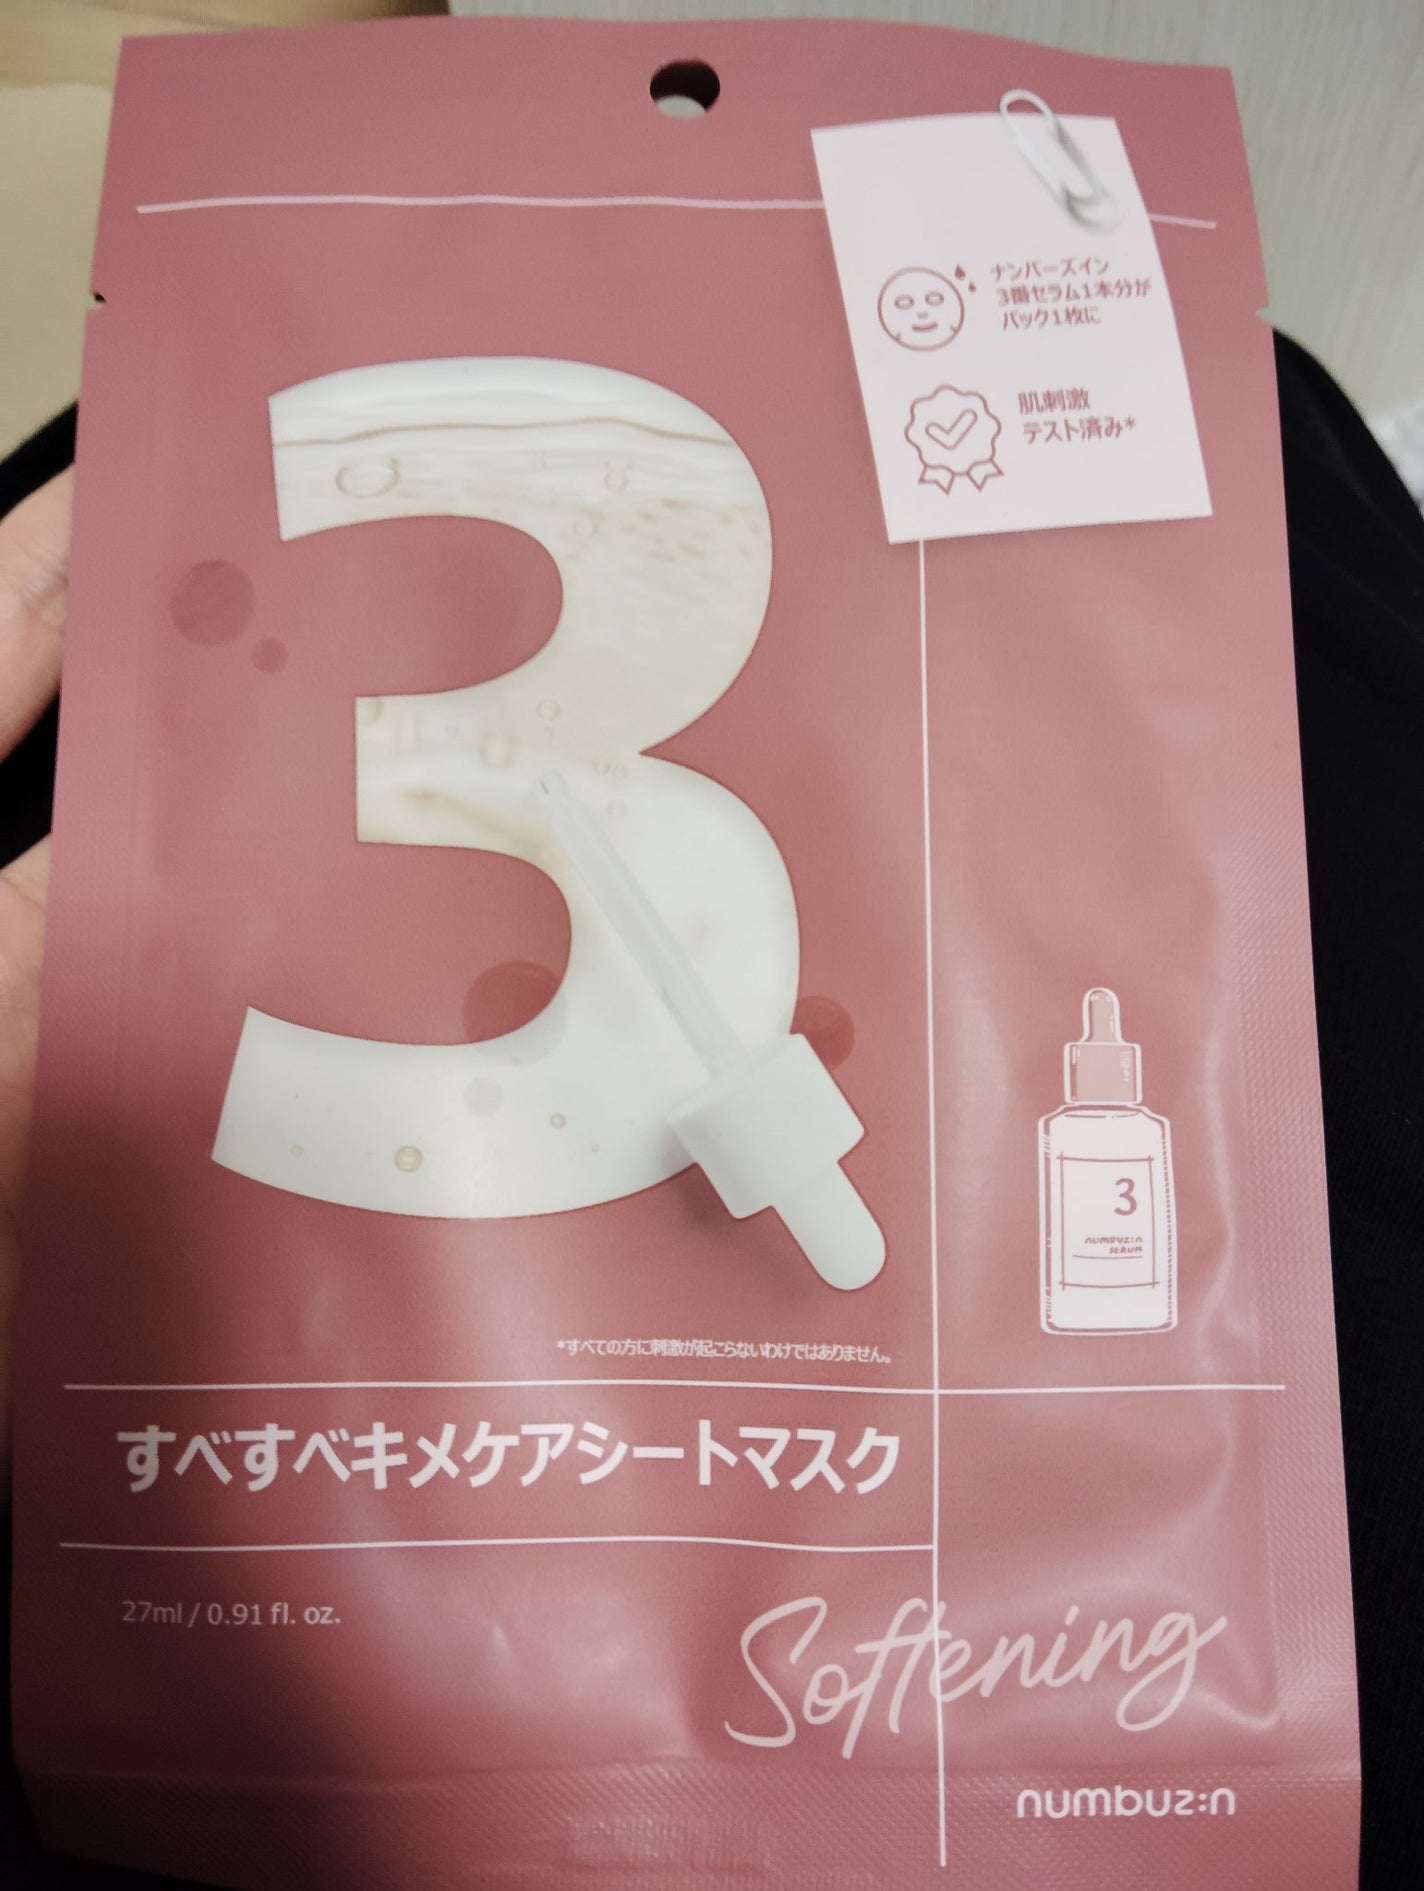 ナンバーズイン
3番セラム1本分が
パック1枚に
肌刺激
テスト済み*
3
3
numbuz:n
SERUM
*すべての方に刺激が起こらないわけではありません。
すべすべキメケアシートマスク
27ml / 0.91 fl. oz.
Softening
numbuz:n